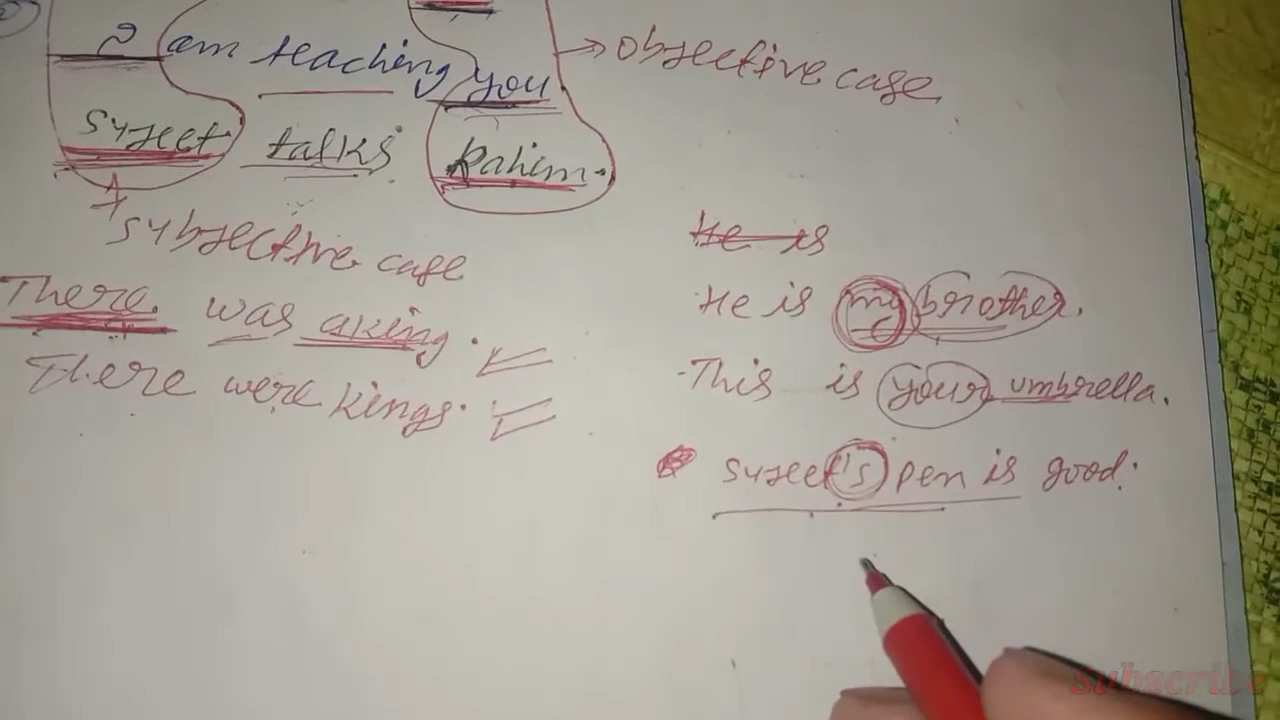 I am teaching you
→ objective case
Sujeet talks Rahim.
subjective case
There was a king.
There were kings.
He is
He is my brother.
This is your umbrella.
Sujeet's pen is good.
Subscribe